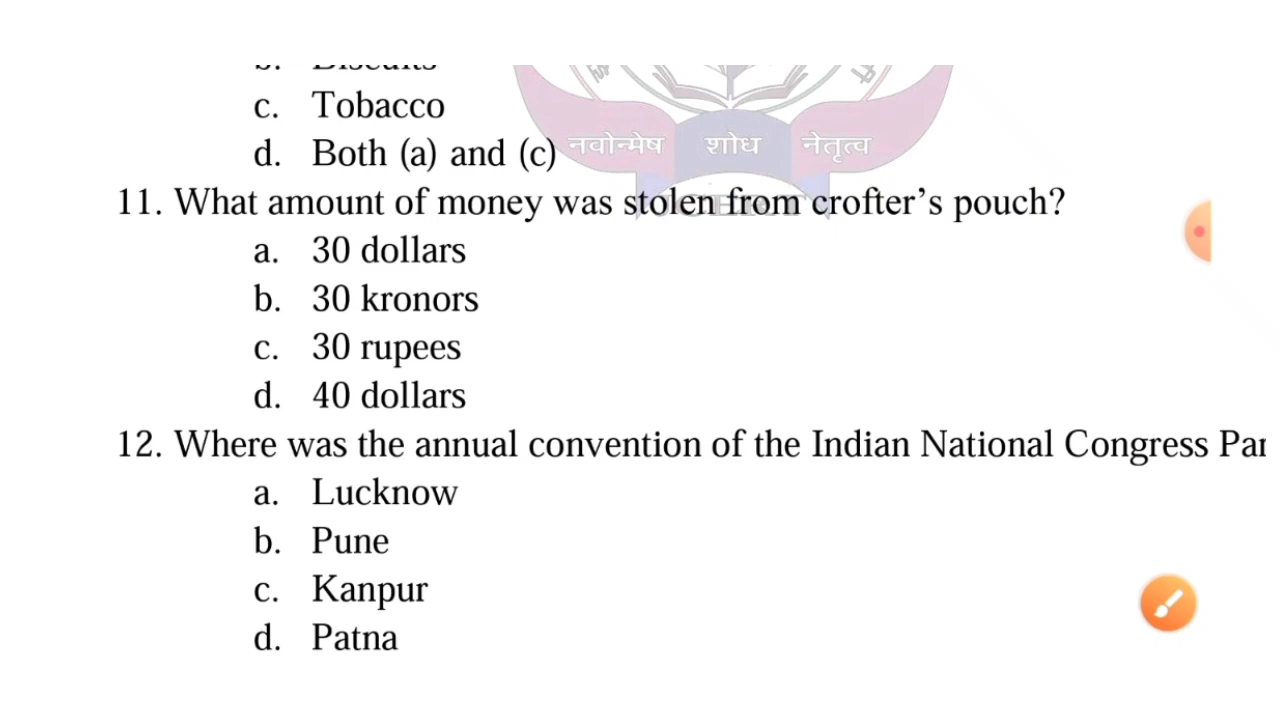 c. Tobacco
d. Both (a) and (c)
नवोन्मेष शोध नेतृत्व
11. What amount of money was stolen from crofter’s pouch?
a. 30 dollars
b. 30 kronors
c. 30 rupees
d. 40 dollars
12. Where was the annual convention of the Indian National Congress
a. Lucknow
b. Pune
c. Kanpur
d. Patna